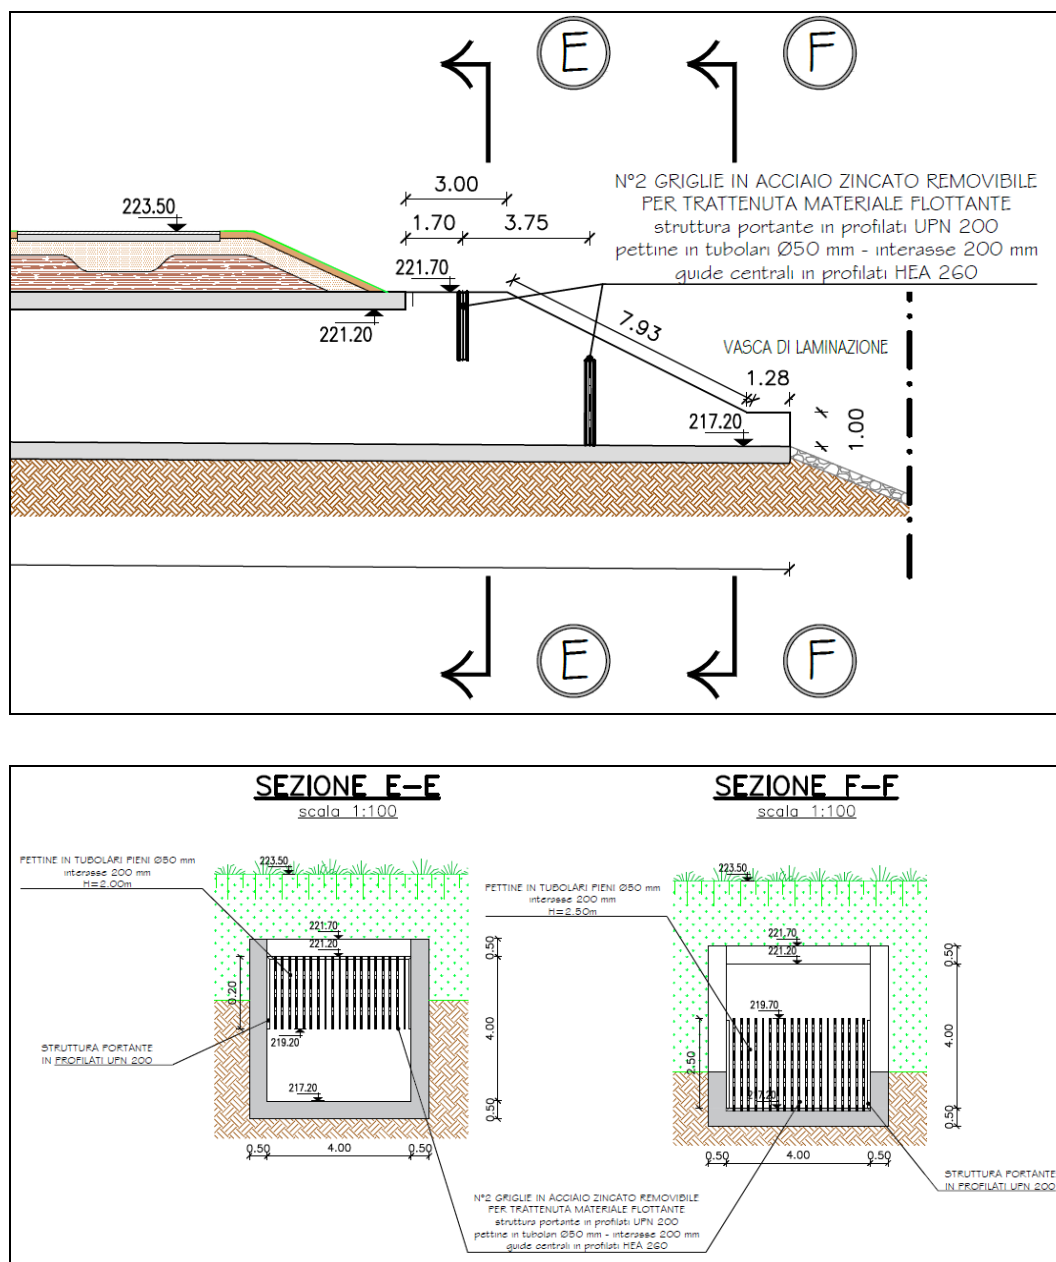 E
F
N°2 GRIGLIE IN ACCIAIO ZINCATO REMOVIBILE
PER TRATTENUTA MATERIALE FLOTTANTE
struttura portante in profilati UPN 200
pettine in tubolari Ø50 mm - interasse 200 mm
guide centrali in profilati HEA 260
3.00
223.50
1.70
3.75
221.70
221.20
7.93
VASCA DI LAMINAZIONE
1.28
217.20
1.00
E
F
SEZIONE E-E
scala 1:100
PETTINE IN TUBOLARI PIENI Ø50 mm
interasse 200 mm
H=2.00m
223.50
221.70
221.20
0.50
0.20
219.20
4.00
STRUTTURA PORTANTE
IN PROFILATI UPN 200
217.20
0.50
0.50
4.00
0.50
SEZIONE F-F
scala 1:100
PETTINE IN TUBOLARI PIENI Ø50 mm
interasse 200 mm
H=2.50m
223.50
221.70
221.20
0.50
219.70
4.00
2.50
217.20
0.50
0.50
4.00
0.50
STRUTTURA PORTANTE
IN PROFILATI UPN 200
N°2 GRIGLIE IN ACCIAIO ZINCATO REMOVIBILE
PER TRATTENUTA MATERIALE FLOTTANTE
struttura portante in profilati UPN 200
pettine in tubolari Ø50 mm - interasse 200 mm
guide centrali in profilati HEA 260